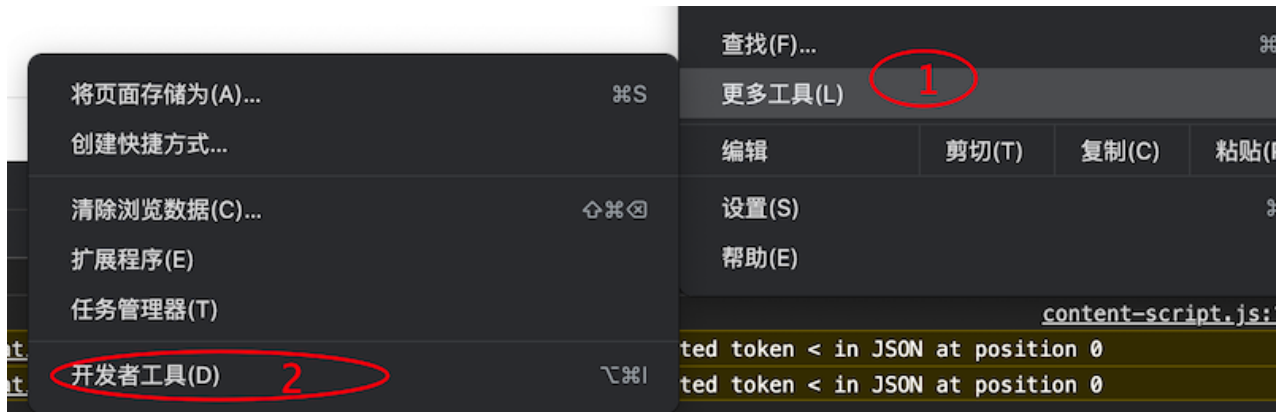 查找(F)...
⌘
更多工具(L)
1
编辑 剪切(T) 复制(C) 粘贴(
设置(S)
⌘
帮助(E)
将页面存储为(A)... ⌘S
创建快捷方式...
清除浏览数据(C)... ⇧⌘⌫
扩展程序(E)
任务管理器(T)
开发者工具(D) 2 ⌥⌘I
content-script.js:
ted token < in JSON at position 0
ted token < in JSON at position 0